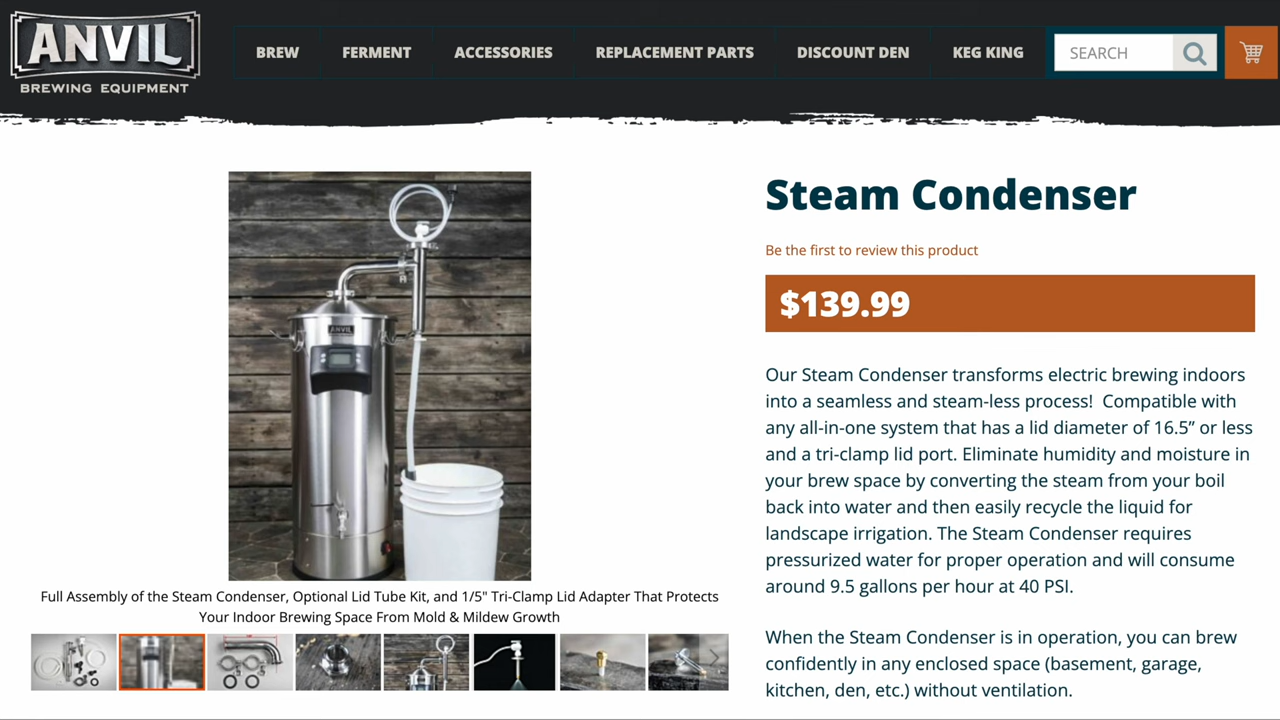 ANVIL
BREWING EQUIPMENT
BREW
FERMENT
ACCESSORIES
REPLACEMENT PARTS
DISCOUNT DEN
KEG KING
SEARCH
ANVIL
Full Assembly of the Steam Condenser, Optional Lid Tube Kit, and 1/5" Tri-Clamp Lid Adapter That Protects
Your Indoor Brewing Space From Mold & Mildew Growth
Steam Condenser
Be the first to review this product
$139.99
Our Steam Condenser transforms electric brewing indoors
into a seamless and steam-less process!  Compatible with
any all-in-one system that has a lid diameter of 16.5” or less
and a tri-clamp lid port. Eliminate humidity and moisture in
your brew space by converting the steam from your boil
back into water and then easily recycle the liquid for
landscape irrigation. The Steam Condenser requires
pressurized water for proper operation and will consume
around 9.5 gallons per hour at 40 PSI.
When the Steam Condenser is in operation, you can brew
confidently in any enclosed space (basement, garage,
kitchen, den, etc.) without ventilation.